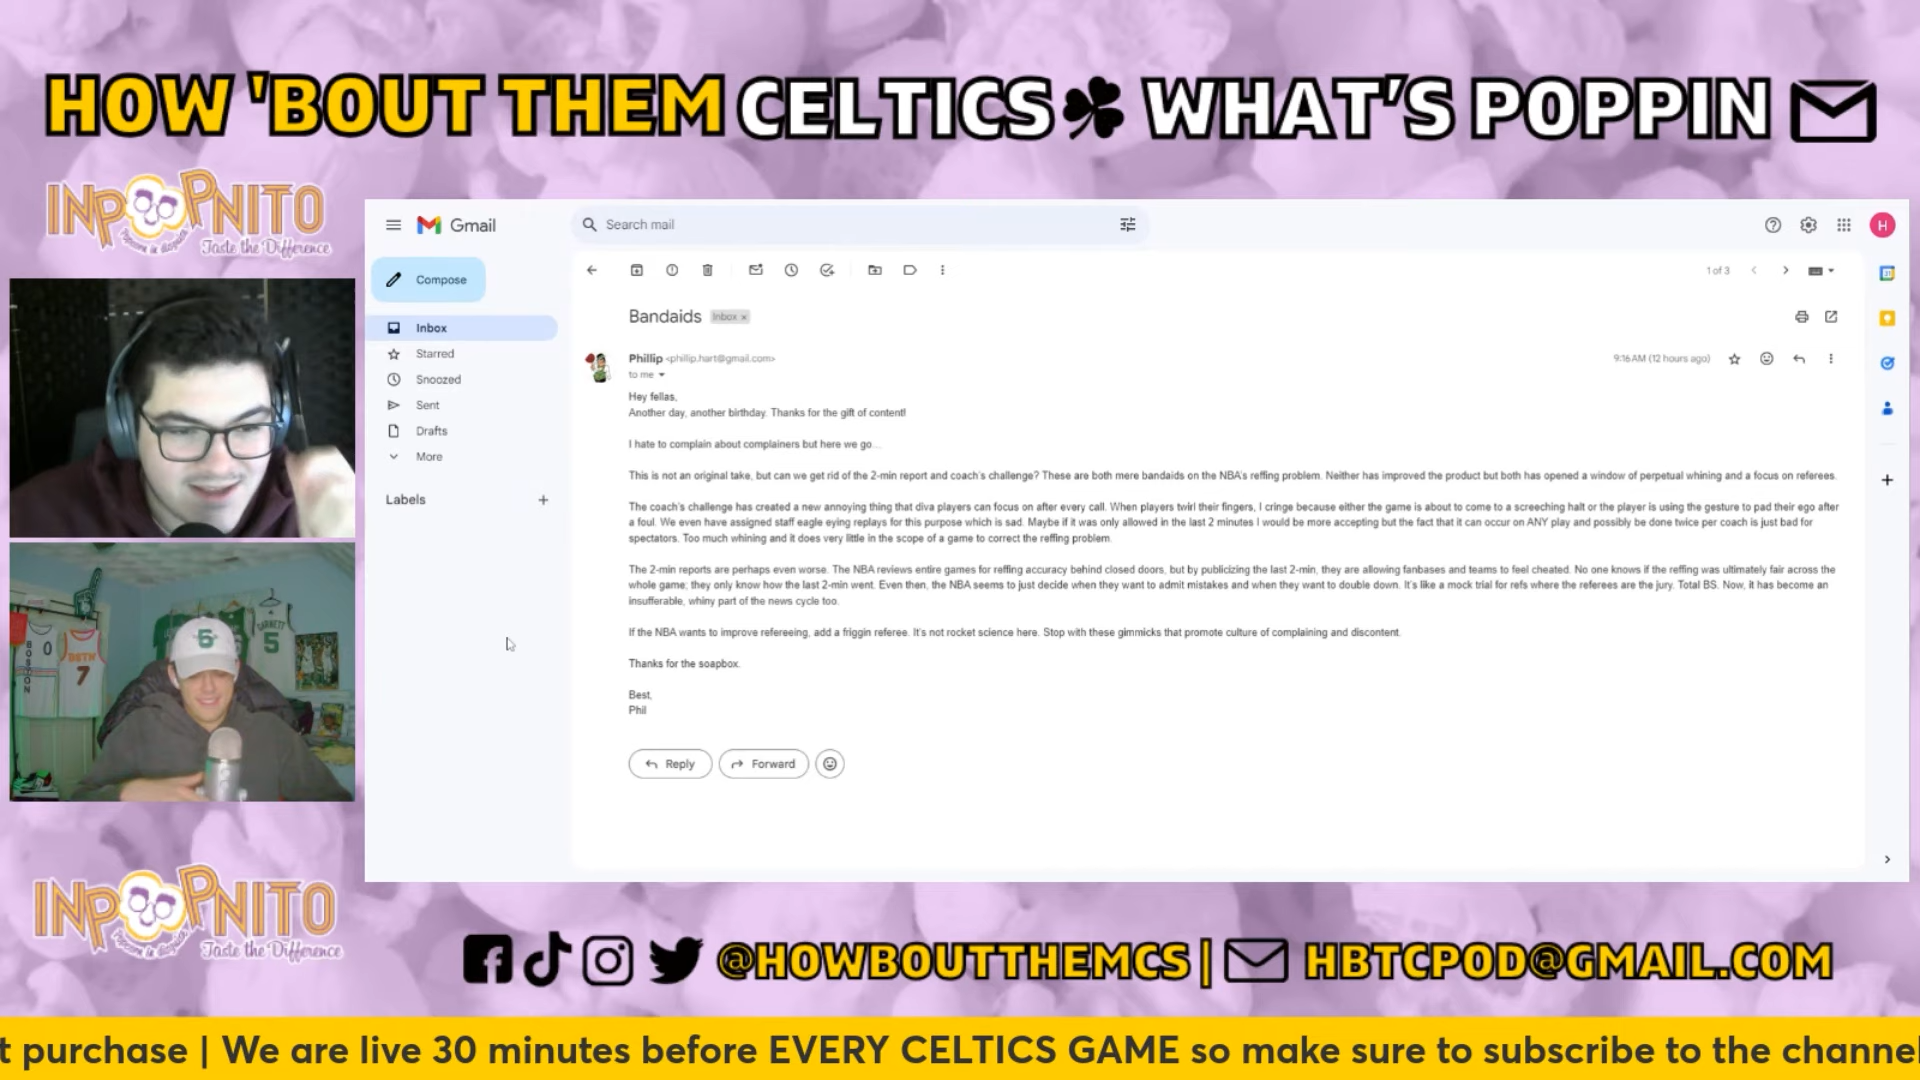 HOW 'BOUT THEM CELTICS WHAT'S POPPIN
INPOPNITO
Popcorn in disguise
Taste the Difference
Gmail
Search mail
H
Compose
1 of 3
Inbox
Starred
Snoozed
Sent
Drafts
More
Labels
Bandaids Inbox x
Phillip <phillip.hart@gmail.com>
9:16 AM (12 hours ago)
to me
Hey fellas,
Another day, another birthday. Thanks for the gift of content!
I hate to complain about complainers but here we go...
This is not an original take, but can we get rid of the 2-min report and coach's challenge? These are both mere bandaids on the NBA's reffing problem. Neither has improved the product but both has opened a window of perpetual whining and a focus on referees.
The coach's challenge has created a new annoying thing that diva players can focus on after every call. When players twirl their fingers, I cringe because either the game is about to come to a screeching halt or the player is using the gesture to pad their ego after
a foul. We even have assigned staff eagle eying replays for this purpose which is sad. Maybe if it was only allowed in the last 2 minutes I would be more accepting but the fact that it can occur on ANY play and possibly be done twice per coach is just bad for
spectators. Too much whining and it does very little in the scope of a game to correct the reffing problem.
The 2-min reports are perhaps even worse. The NBA reviews entire games for reffing accuracy behind closed doors, but by publicizing the last 2-min, they are allowing fanbases and teams to feel cheated. No one knows if the reffing was ultimately fair across the
whole game; they only know how the last 2-min went. Even then, the NBA seems to just decide when they want to admit mistakes and when they want to double down. It's like a mock trial for refs where the referees are the jury. Total BS. Now, it has become an
insufferable, whiny part of the news cycle too.
If the NBA wants to improve refereeing, add a friggin referee. It's not rocket science here. Stop with these gimmicks that promote culture of complaining and discontent.
Thanks for the soapbox.
Best,
Phil
Reply
Forward
BOSTON
0
BSTN
7
6
GARNETT
5
INPOPNITO
Popcorn in disguise
Taste the Difference
@HOWBOUTTHEMCS | HBTCPOD@GMAIL.COM
t purchase | We are live 30 minutes before EVERY CELTICS GAME so make sure to subscribe to the channel